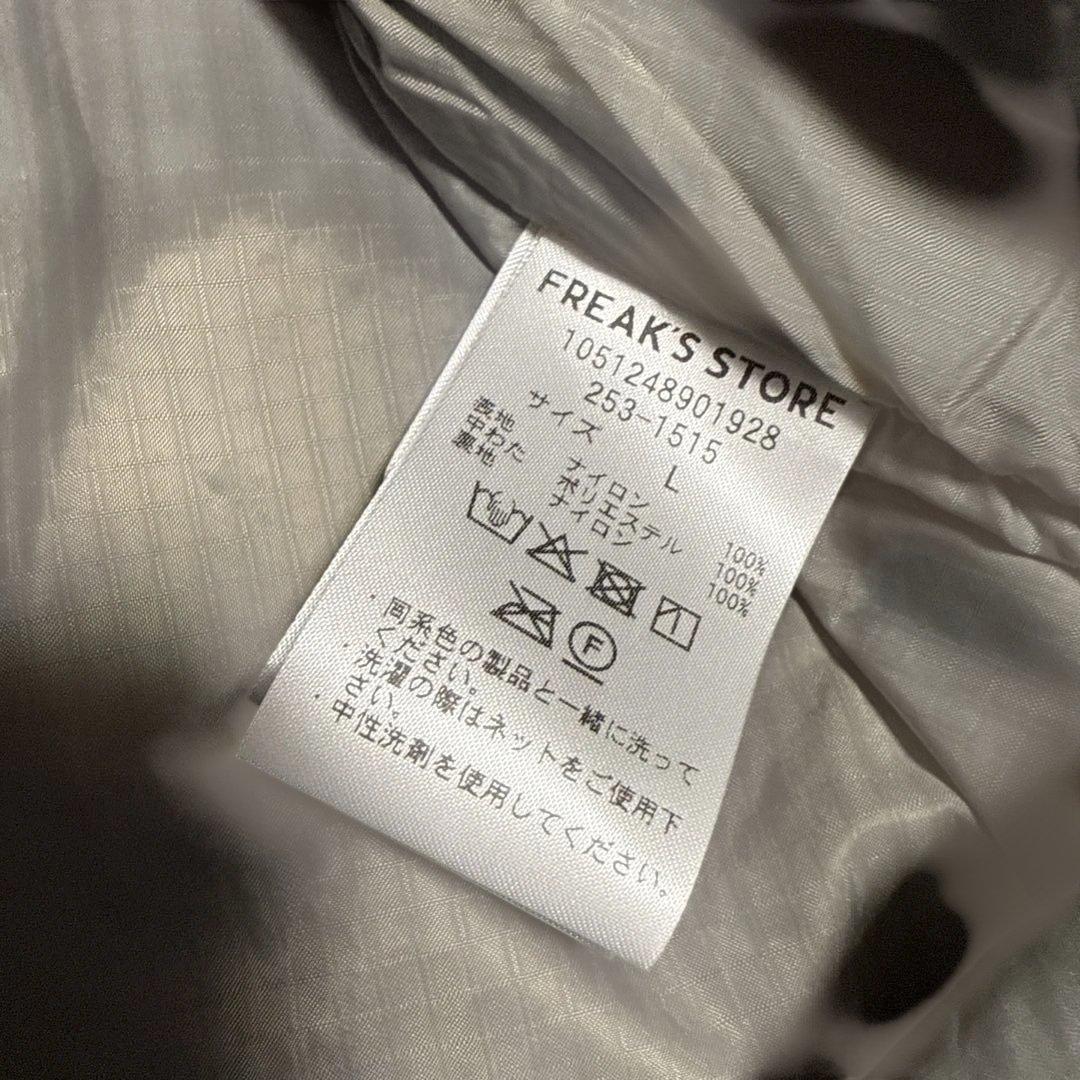 FREAK'S STORE
1051248901928
253-1515
サイズ L
表地 ナイロン 100%
中わた ポリエステル 100%
裏地 ナイロン 100%
F
・同系色の製品と一緒に洗って
ください。
・洗濯の際はネットをご使用下
さい。
・中性洗剤を使用してください。